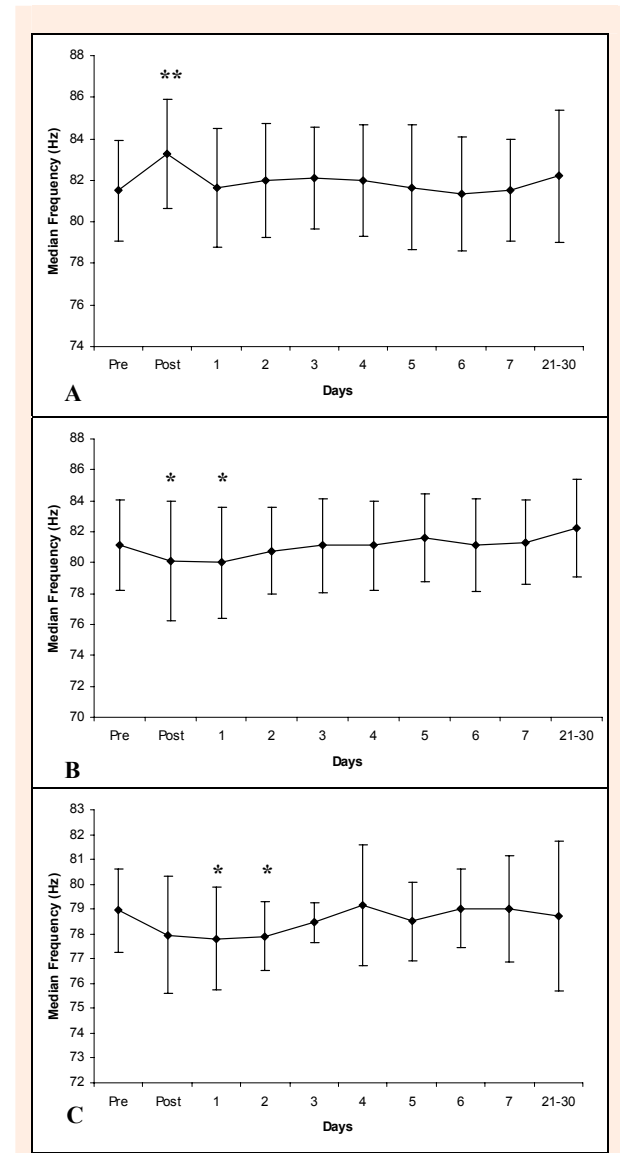 88
86
84
82
80
78
76
74
Median Frequency (Hz)
**
Pre Post 1 2 3 4 5 6 7 21-30
Days
A
88
86
84
82
80
78
76
74
72
70
Median Frequency (Hz)
* *
Pre Post 1 2 3 4 5 6 7 21-30
Days
B
83
82
81
80
79
78
77
76
75
74
73
72
Median Frequency (Hz)
* *
Pre Post 1 2 3 4 5 6 7 21-30
Days
C